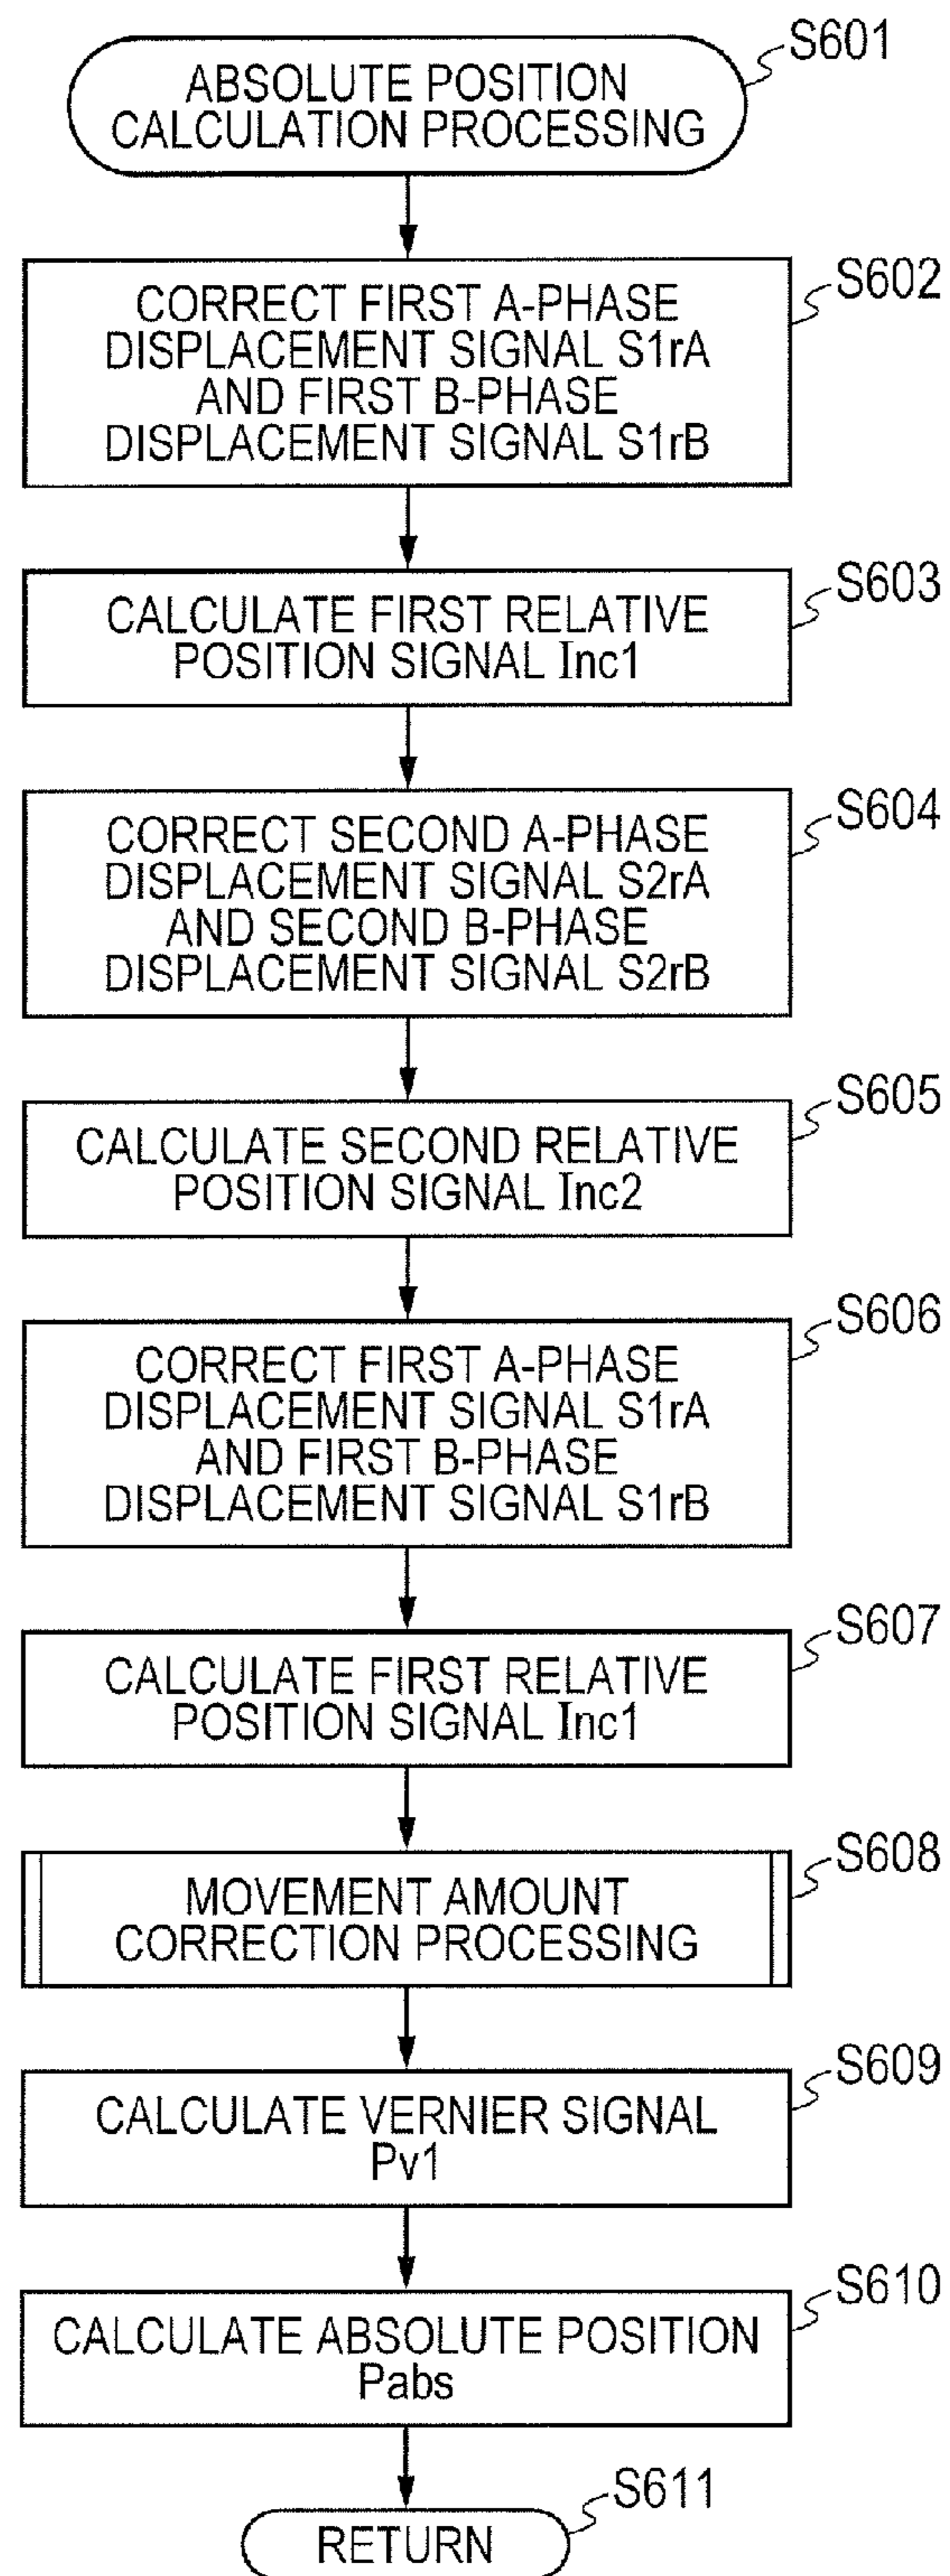 S601
ABSOLUTE POSITION
CALCULATION PROCESSING
S602
CORRECT FIRST A-PHASE
DISPLACEMENT SIGNAL S1rA
AND FIRST B-PHASE
DISPLACEMENT SIGNAL S1rB
S603
CALCULATE FIRST RELATIVE
POSITION SIGNAL Inc1
S604
CORRECT SECOND A-PHASE
DISPLACEMENT SIGNAL S2rA
AND SECOND B-PHASE
DISPLACEMENT SIGNAL S2rB
S605
CALCULATE SECOND RELATIVE
POSITION SIGNAL Inc2
S606
CORRECT FIRST A-PHASE
DISPLACEMENT SIGNAL S1rA
AND FIRST B-PHASE
DISPLACEMENT SIGNAL S1rB
S607
CALCULATE FIRST RELATIVE
POSITION SIGNAL Inc1
S608
MOVEMENT AMOUNT
CORRECTION PROCESSING
S609
CALCULATE VERNIER SIGNAL
Pv1
S610
CALCULATE ABSOLUTE POSITION
Pabs
S611
RETURN